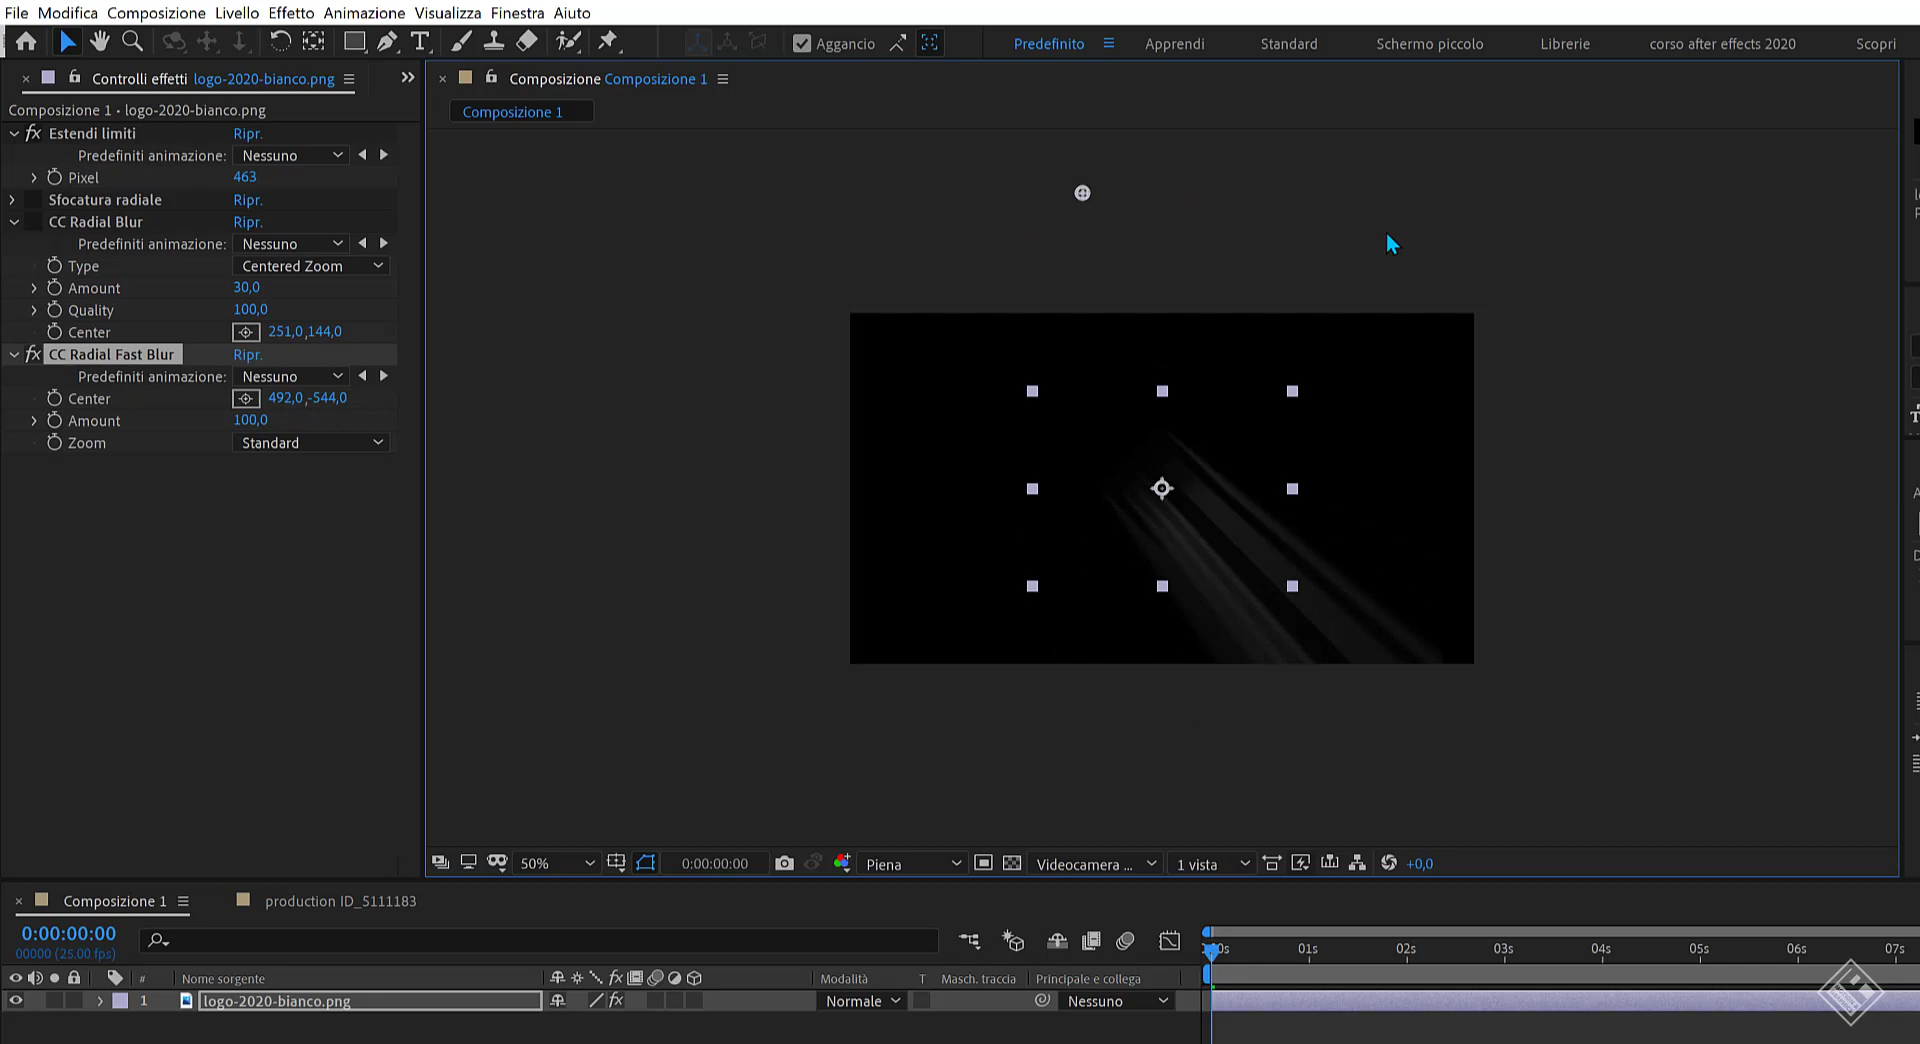 File Modifica Composizione Livello Effetto Animazione Visualizza Finestra Aiuto
Aggancio
Predefinito Apprendi Standard Schermo piccolo Librerie corso after effects 2020 Scopri
Controlli effetti logo-2020-bianco.png
Composizione 1 • logo-2020-bianco.png
fx Estendi limiti Ripr.
Predefiniti animazione: Nessuno
Pixel 463
Sfocatura radiale Ripr.
CC Radial Blur Ripr.
Predefiniti animazione: Nessuno
Type Centered Zoom
Amount 30,0
Quality 100,0
Center 251,0,144,0
fx CC Radial Fast Blur Ripr.
Predefiniti animazione: Nessuno
Center 492,0,-544,0
Amount 100,0
Zoom Standard
Composizione Composizione 1
Composizione 1
50% 0:00:00:00 Piena Videocamera ... 1 vista +0,0
Composizione 1 production ID_5111183
0:00:00:00
00000 (25.00 fps)
01s 02s 03s 04s 05s 06s 07s
# Nome sorgente fx Modalità T Masch. traccia Principale e collega
1 logo-2020-bianco.png fx Normale Nessuno